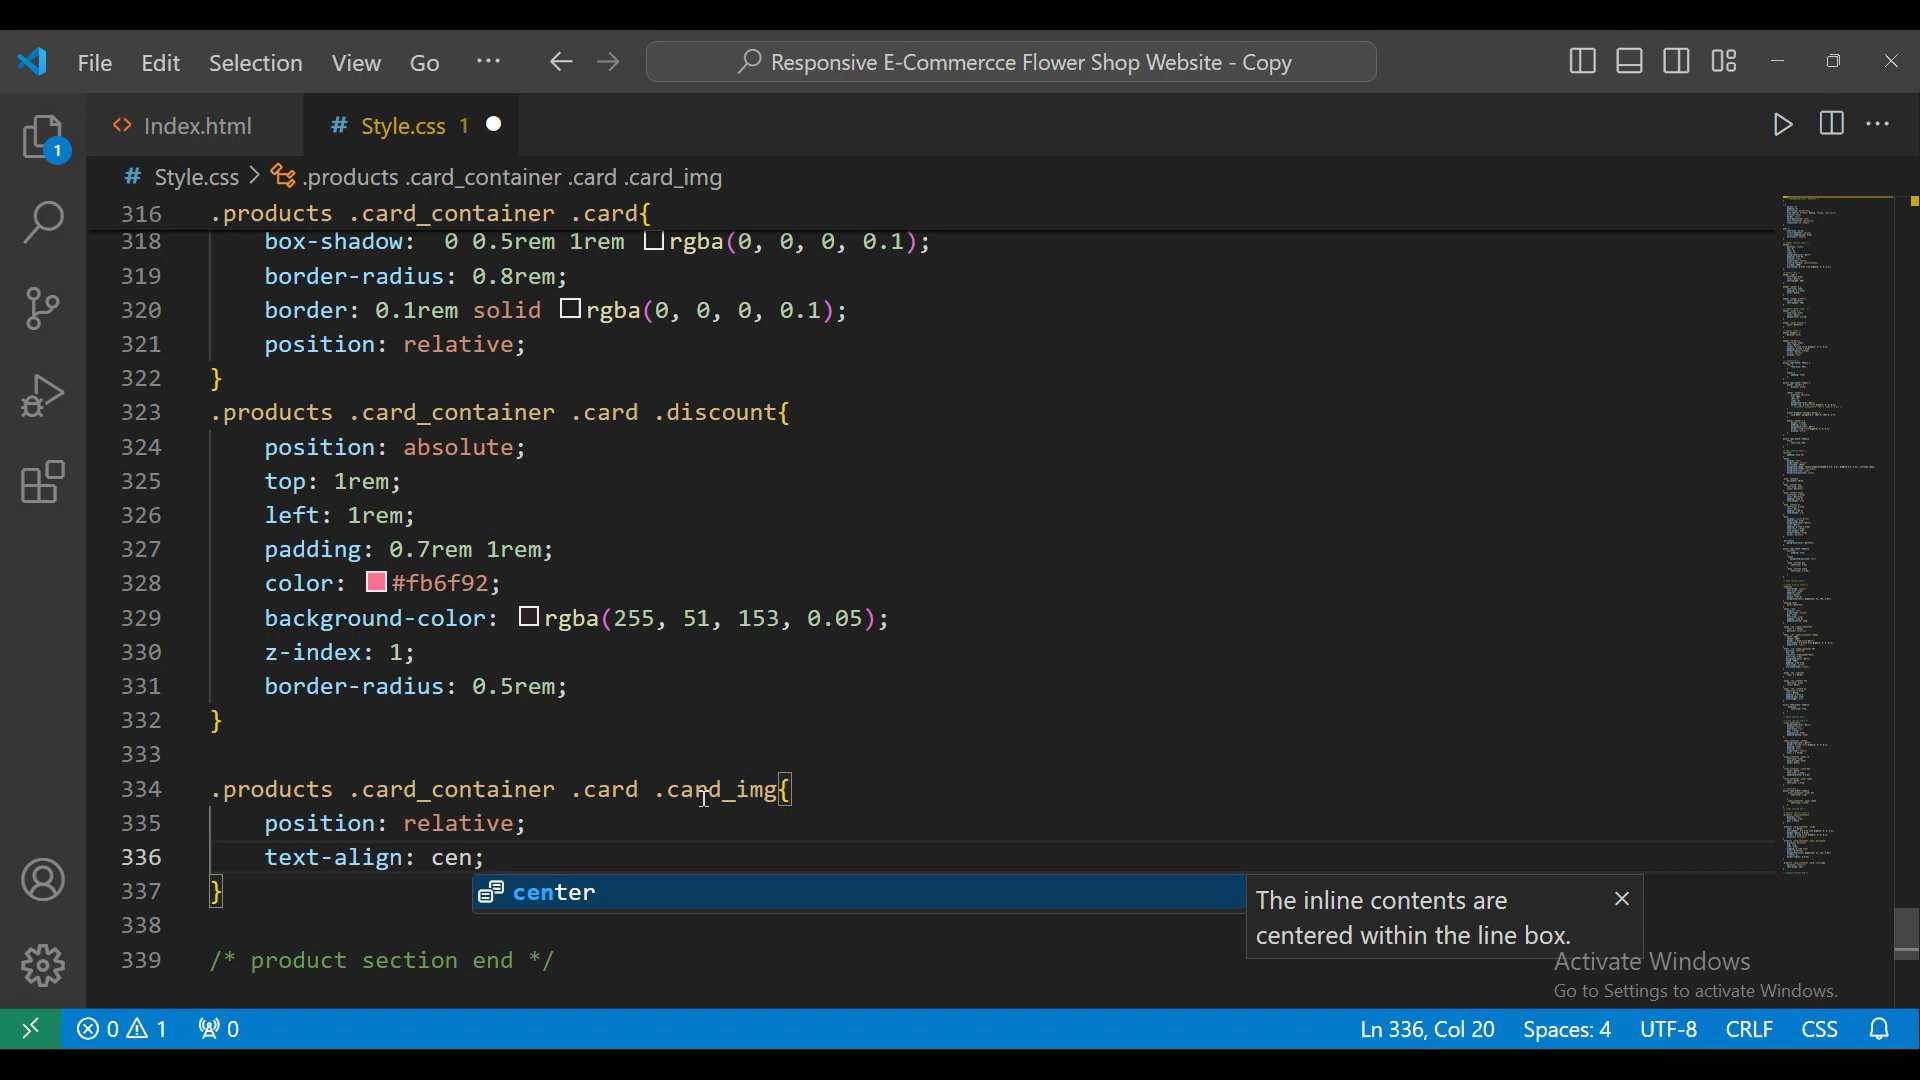 File Edit Selection View Go ··· Responsive E-Commercce Flower Shop Website - Copy
1 Index.html # Style.css 1
# Style.css > .products .card_container .card .card_img
316 .products .card_container .card{
318 box-shadow: 0 0.5rem 1rem rgba(0, 0, 0, 0.1);
319 border-radius: 0.8rem;
320 border: 0.1rem solid rgba(0, 0, 0, 0.1);
321 position: relative;
322 }
323 .products .card_container .card .discount{
324 position: absolute;
325 top: 1rem;
326 left: 1rem;
327 padding: 0.7rem 1rem;
328 color: #fb6f92;
329 background-color: rgba(255, 51, 153, 0.05);
330 z-index: 1;
331 border-radius: 0.5rem;
332 }
333
334 .products .card_container .card .card_img{
335 position: relative;
336 text-align: cen;
337 }
center
The inline contents are
centered within the line box.
338
339 /* product section end */
Activate Windows
Go to Settings to activate Windows.
0 1 0 Ln 336, Col 20 Spaces: 4 UTF-8 CRLF CSS